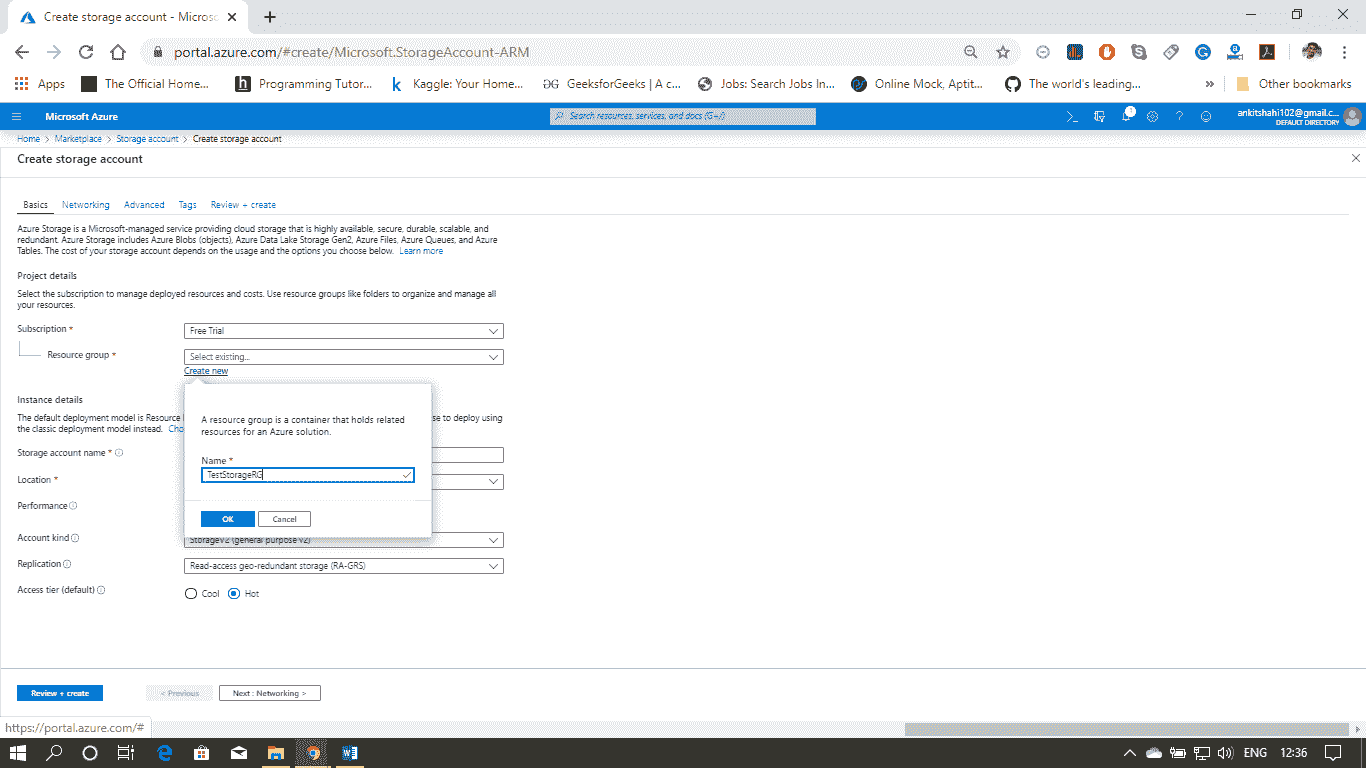 Create storage account - Microsc
portal.azure.com/#create/Microsoft.StorageAccount-ARM
Apps The Official Home... Programming Tutor... Kaggle: Your Home... GeeksforGeeks | A c... Jobs: Search Jobs In... Online Mock, Aptit... The world's leading... » Other bookmarks
Microsoft Azure Search resources, services, and docs (G+/) 1 ankitshahi102@gmail.c...
DEFAULT DIRECTORY
Home > Marketplace > Storage account > Create storage account
Create storage account
Basics Networking Advanced Tags Review + create
Azure Storage is a Microsoft-managed service providing cloud storage that is highly available, secure, durable, scalable, and
redundant. Azure Storage includes Azure Blobs (objects), Azure Data Lake Storage Gen2, Azure Files, Azure Queues, and Azure
Tables. The cost of your storage account depends on the usage and the options you choose below. Learn more
Project details
Select the subscription to manage deployed resources and costs. Use resource groups like folders to organize and manage all
your resources.
Subscription * Free Trial
Resource group * Select existing...
Create new
Instance details
The default deployment model is Resource se to deploy using
the classic deployment model instead. Cho
A resource group is a container that holds related
resources for an Azure solution.
Name *
TestStorageRG
OK Cancel
Storage account name *
Location *
Performance
Account kind StorageV2 (general purpose v2)
Replication Read-access geo-redundant storage (RA-GRS)
Access tier (default) Cool Hot
Review + create < Previous Next : Networking >
https://portal.azure.com/#
ENG 12:36